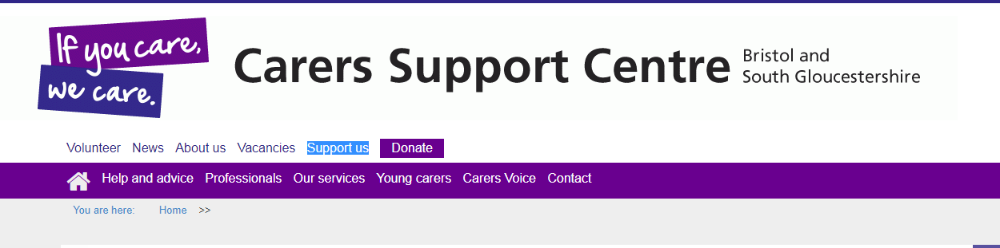 If you care,
we care.
Carers Support Centre
Bristol and
South Gloucestershire
Volunteer News About us Vacancies Support us Donate
Help and advice Professionals Our services Young carers Carers Voice Contact
You are here: Home >>